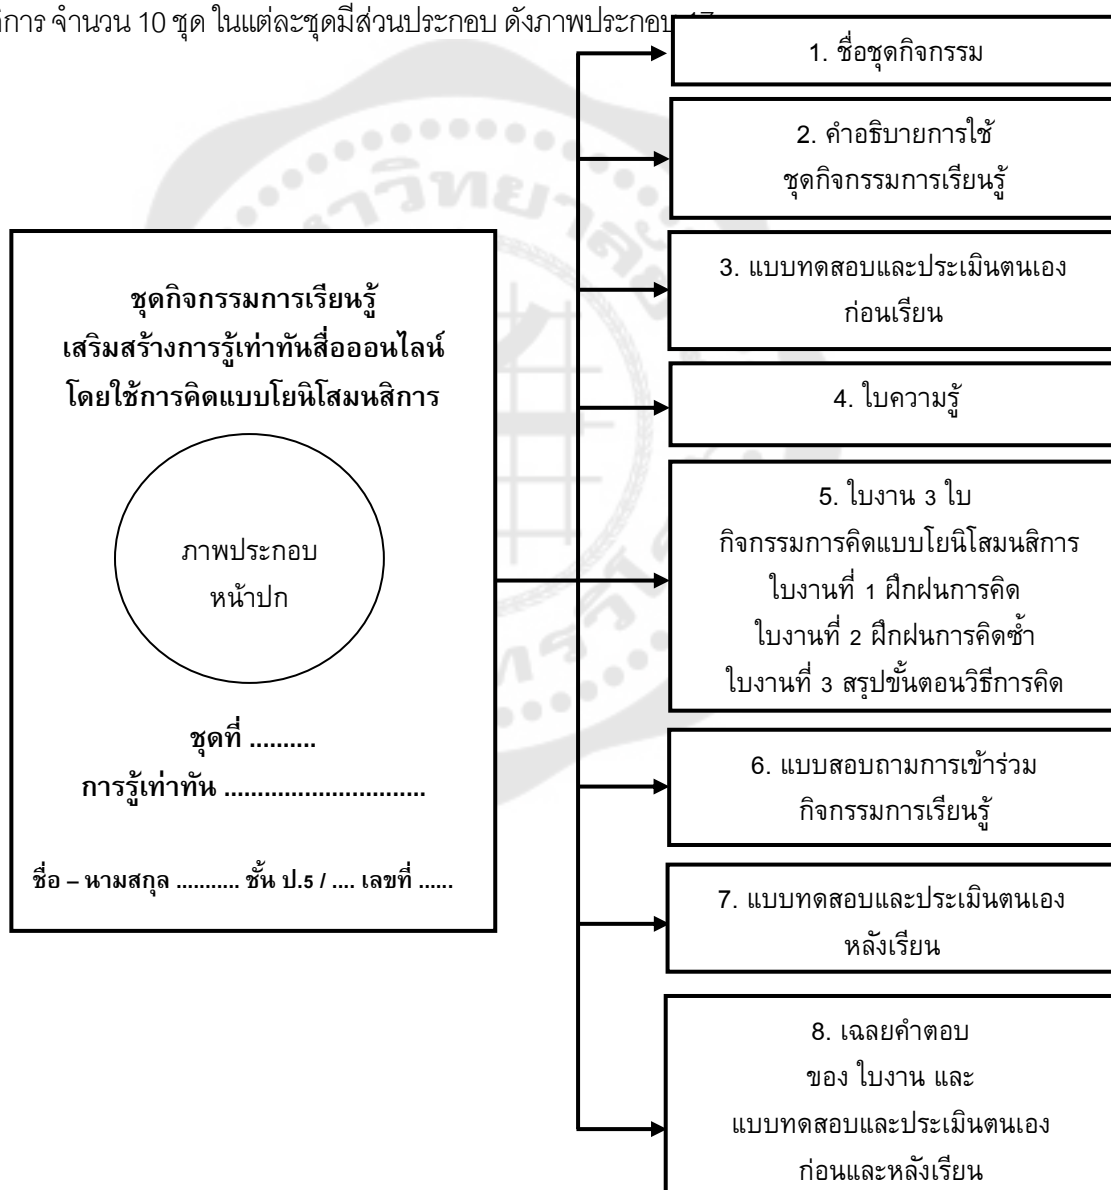 การ จำนวน 10 ชุด ในแต่ละชุดมีส่วนประกอบ ดังภาพประกอบ 17
ชุดกิจกรรมการเรียนรู้
เสริมสร้างการรู้เท่าทันสื่อออนไลน์
โดยใช้การคิดแบบโยนิโสมนสิการ
ภาพประกอบ
หน้าปก
ชุดที่ ..........
การรู้เท่าทัน ..............................
ชื่อ – นามสกุล ........... ชั้น ป.5 / .... เลขที่ ......
1. ชื่อชุดกิจกรรม
2. คำอธิบายการใช้
ชุดกิจกรรมการเรียนรู้
3. แบบทดสอบและประเมินตนเอง
ก่อนเรียน
4. ใบความรู้
5. ใบงาน 3 ใบ
กิจกรรมการคิดแบบโยนิโสมนสิการ
ใบงานที่ 1 ฝึกฝนการคิด
ใบงานที่ 2 ฝึกฝนการคิดซ้ำ
ใบงานที่ 3 สรุปขั้นตอนวิธีการคิด
6. แบบสอบถามการเข้าร่วม
กิจกรรมการเรียนรู้
7. แบบทดสอบและประเมินตนเอง
หลังเรียน
8. เฉลยคำตอบ
ของ ใบงาน และ
แบบทดสอบและประเมินตนเอง
ก่อนและหลังเรียน